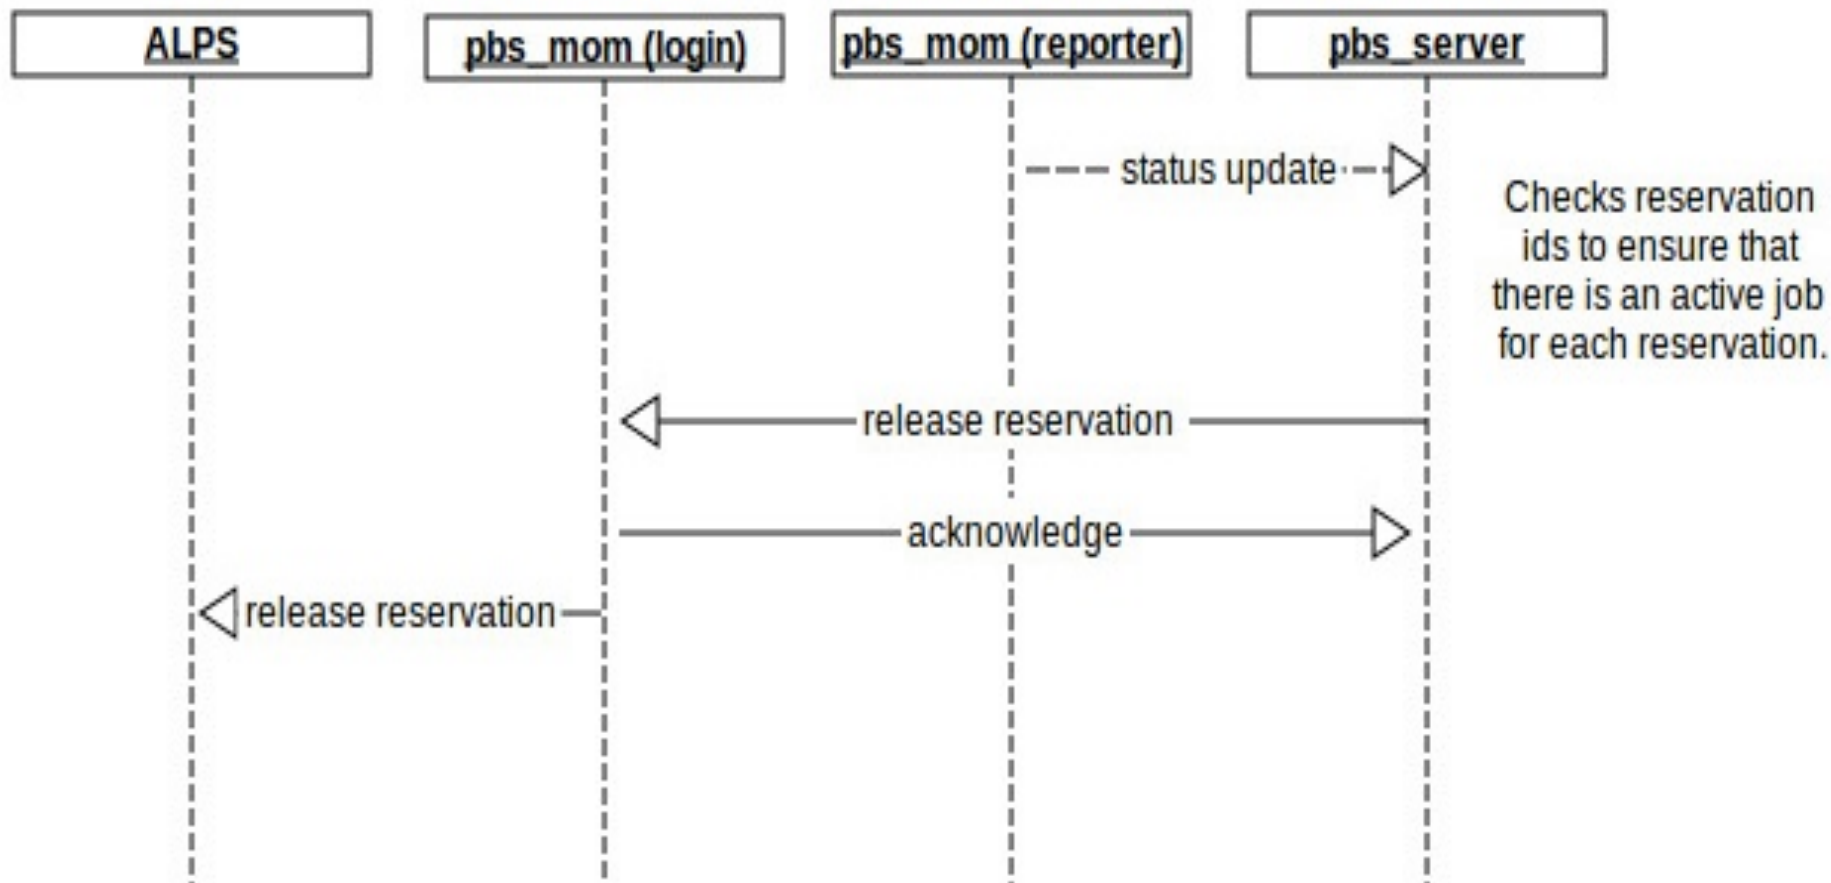 ALPS
pbs_mom (login)
pbs_mom (reporter)
pbs_server
status update
Checks reservation
ids to ensure that
there is an active job
for each reservation.
release reservation
acknowledge
release reservation